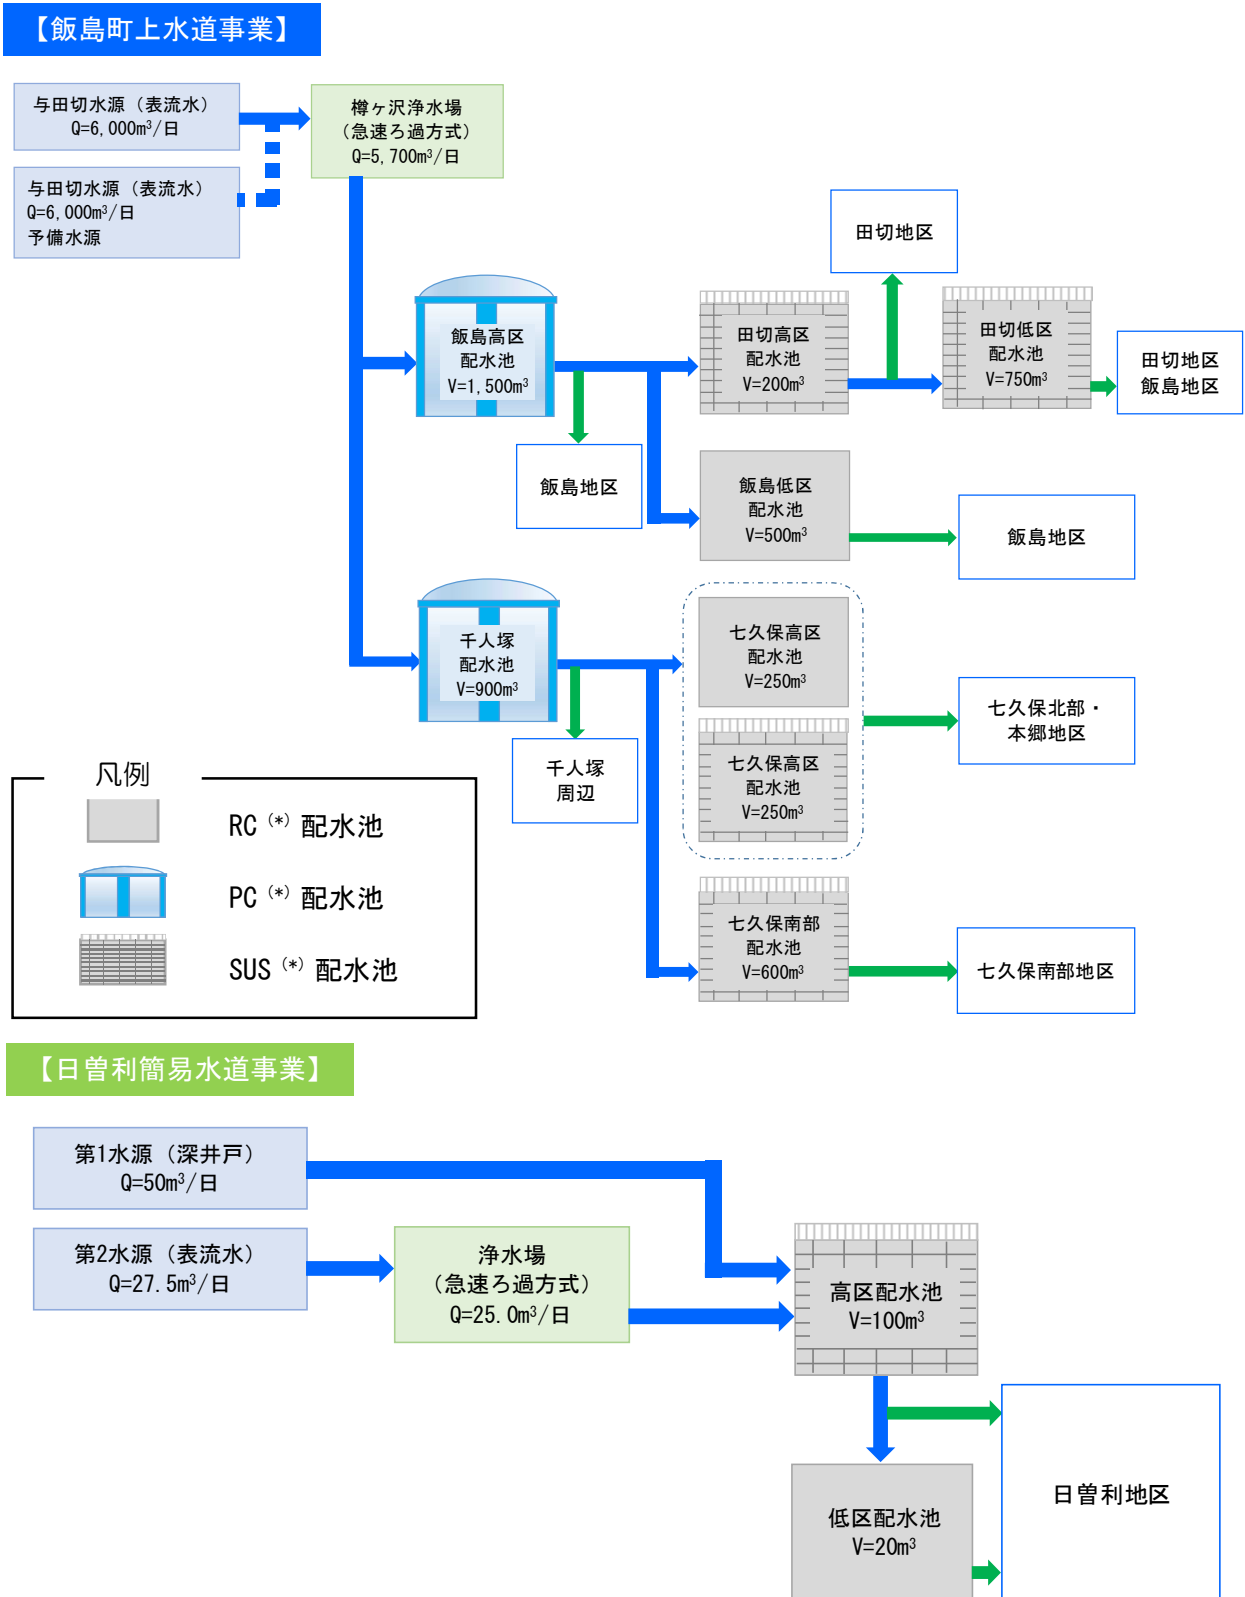 【飯島町上水道事業】
与田切水源（表流水）
Q=6,000m³/日
与田切水源（表流水）
Q=6,000m³/日
予備水源
樽ヶ沢浄水場
（急速ろ過方式）
Q=5,700m³/日
飯島高区
配水池
V=1,500m³
飯島地区
田切高区
配水池
V=200m³
田切地区
田切低区
配水池
V=750m³
田切地区
飯島地区
飯島低区
配水池
V=500m³
飯島地区
千人塚
配水池
V=900m³
千人塚
周辺
七久保高区
配水池
V=250m³
七久保高区
配水池
V=250m³
七久保北部・
本郷地区
七久保南部
配水池
V=600m³
七久保南部地区
凡例
RC（*）配水池
PC（*）配水池
SUS（*）配水池
【日曽利簡易水道事業】
第1水源（深井戸）
Q=50m³/日
第2水源（表流水）
Q=27.5m³/日
浄水場
（急速ろ過方式）
Q=25.0m³/日
高区配水池
V=100m³
低区配水池
V=20m³
日曽利地区